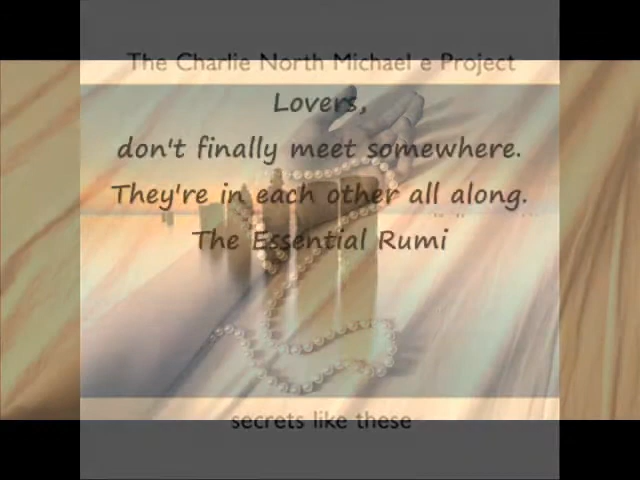 The Charlie North Michael e Project
Lovers,
don't finally meet somewhere.
They're in each other all along.
The Essential Rumi
secrets like these